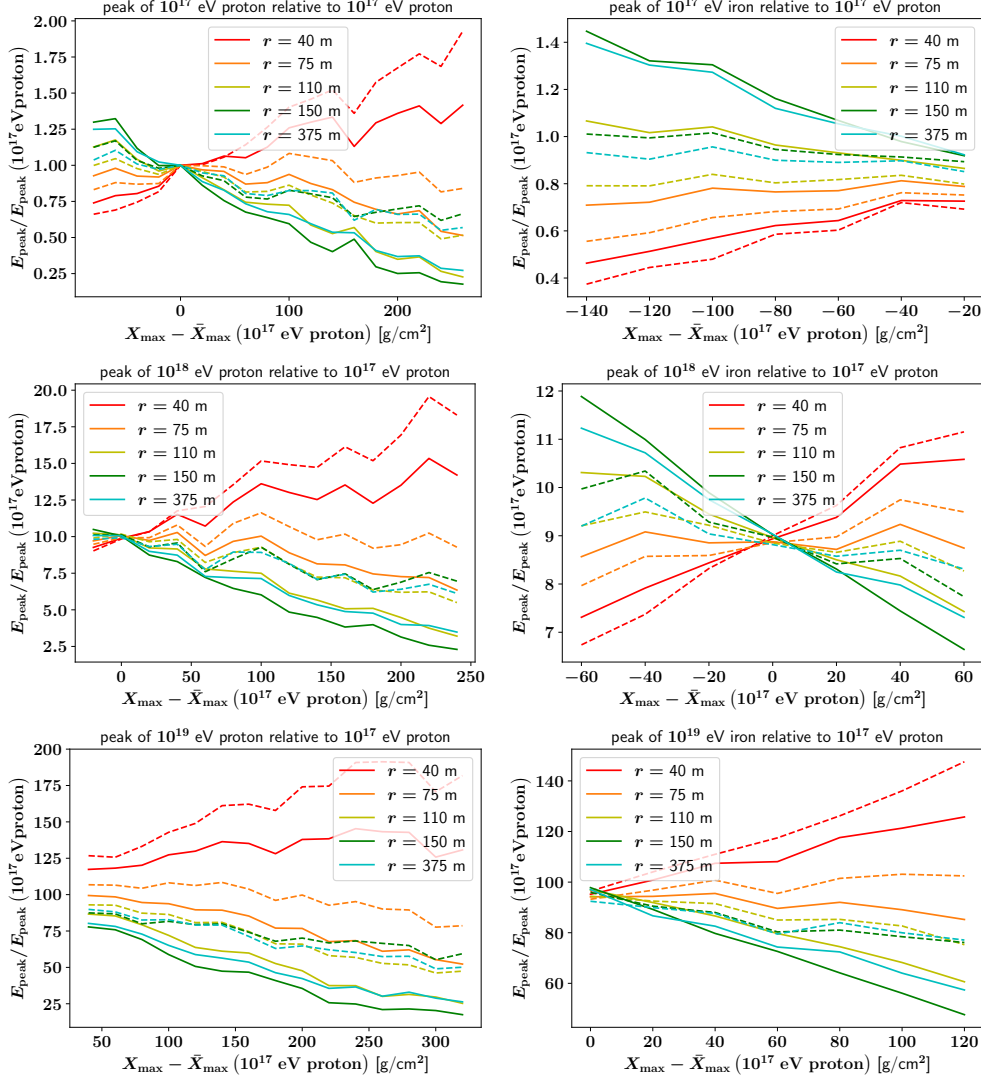 peak of 10¹⁷ eV proton relative to 10¹⁷ eV proton
2.00
1.75
1.50
1.25
1.00
0.75
0.50
0.25
E_peak/E_peak (10¹⁷eVproton)
r = 40 m
r = 75 m
r = 110 m
r = 150 m
r = 375 m
0 100 200
X_max − X̄_max (10¹⁷ eV proton) [g/cm²]
peak of 10¹⁷ eV iron relative to 10¹⁷ eV proton
1.4
1.2
1.0
0.8
0.6
0.4
E_peak/E_peak (10¹⁷eVproton)
r = 40 m
r = 75 m
r = 110 m
r = 150 m
r = 375 m
−140 −120 −100 −80 −60 −40 −20
X_max − X̄_max (10¹⁷ eV proton) [g/cm²]
peak of 10¹⁸ eV proton relative to 10¹⁷ eV proton
20.0
17.5
15.0
12.5
10.0
7.5
5.0
2.5
E_peak/E_peak (10¹⁷eVproton)
r = 40 m
r = 75 m
r = 110 m
r = 150 m
r = 375 m
0 50 100 150 200 250
X_max − X̄_max (10¹⁷ eV proton) [g/cm²]
peak of 10¹⁸ eV iron relative to 10¹⁷ eV proton
12
11
10
9
8
7
E_peak/E_peak (10¹⁷eVproton)
r = 40 m
r = 75 m
r = 110 m
r = 150 m
r = 375 m
−60 −40 −20 0 20 40 60
X_max − X̄_max (10¹⁷ eV proton) [g/cm²]
peak of 10¹⁹ eV proton relative to 10¹⁷ eV proton
200
175
150
125
100
75
50
25
E_peak/E_peak (10¹⁷eVproton)
r = 40 m
r = 75 m
r = 110 m
r = 150 m
r = 375 m
50 100 150 200 250 300
X_max − X̄_max (10¹⁷ eV proton) [g/cm²]
peak of 10¹⁹ eV iron relative to 10¹⁷ eV proton
140
120
100
80
60
E_peak/E_peak (10¹⁷eVproton)
r = 40 m
r = 75 m
r = 110 m
r = 150 m
r = 375 m
0 20 40 60 80 100 120
X_max − X̄_max (10¹⁷ eV proton) [g/cm²]